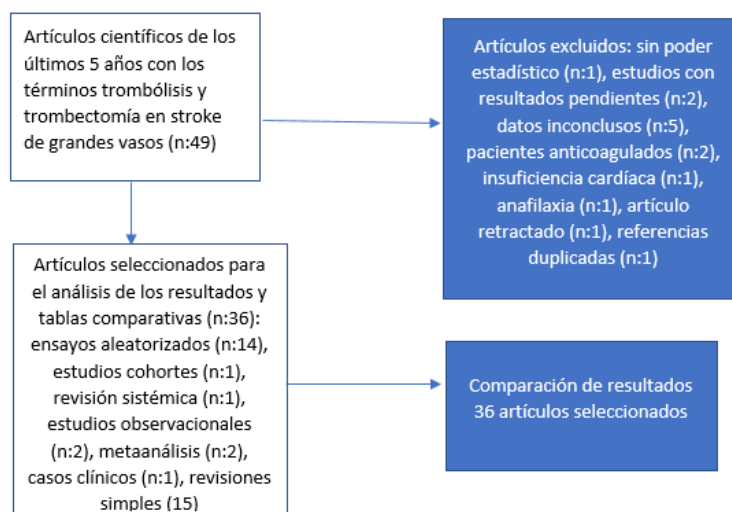 Artículos científicos de los
últimos 5 años con los
términos trombólisis y
trombectomía en stroke
de grandes vasos (n:49)
Artículos excluidos: sin poder
estadístico (n:1), estudios con
resultados pendientes (n:2),
datos inconclusos (n:5),
pacientes anticoagulados (n:2),
insuficiencia cardíaca (n:1),
anafilaxia (n:1), artículo
retractado (n:1), referencias
duplicadas (n:1)
Artículos seleccionados para
el análisis de los resultados y
tablas comparativas (n:36):
ensayos aleatorizados (n:14),
estudios cohortes (n:1),
revisión sistémica (n:1),
estudios observacionales
(n:2), metaanálisis (n:2),
casos clínicos (n:1), revisiones
simples (15)
Comparación de resultados
36 artículos seleccionados